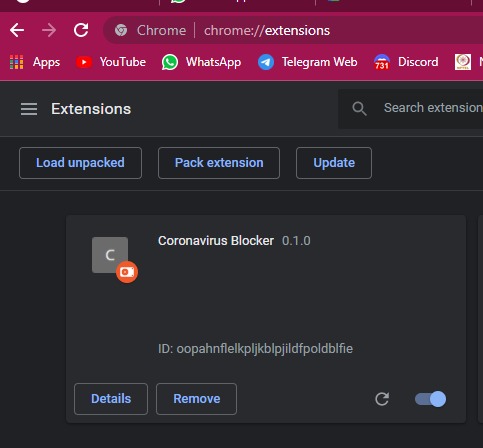 Chrome | chrome://extensions
Apps YouTube WhatsApp Telegram Web 731 Discord
Extensions Search extension
Load unpacked Pack extension Update
C Coronavirus Blocker 0.1.0
ID: oopahnflelkpljkblpjildfpoldblfie
Details Remove